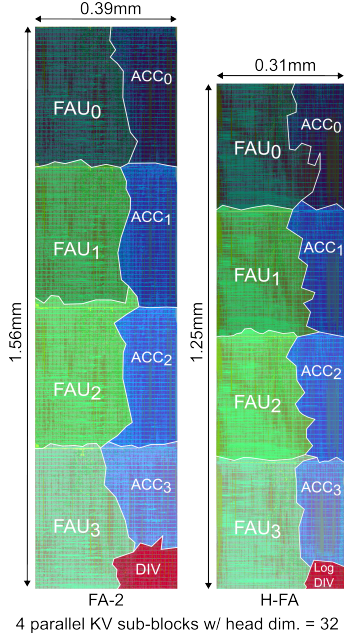 0.39mm
1.56mm
FAU0
ACC0
FAU1
ACC1
FAU2
ACC2
FAU3
ACC3
DIV
FA-2
0.31mm
1.25mm
FAU0
ACC0
FAU1
ACC1
FAU2
ACC2
FAU3
ACC3
Log
DIV
H-FA
4 parallel KV sub-blocks w/ head dim. = 32